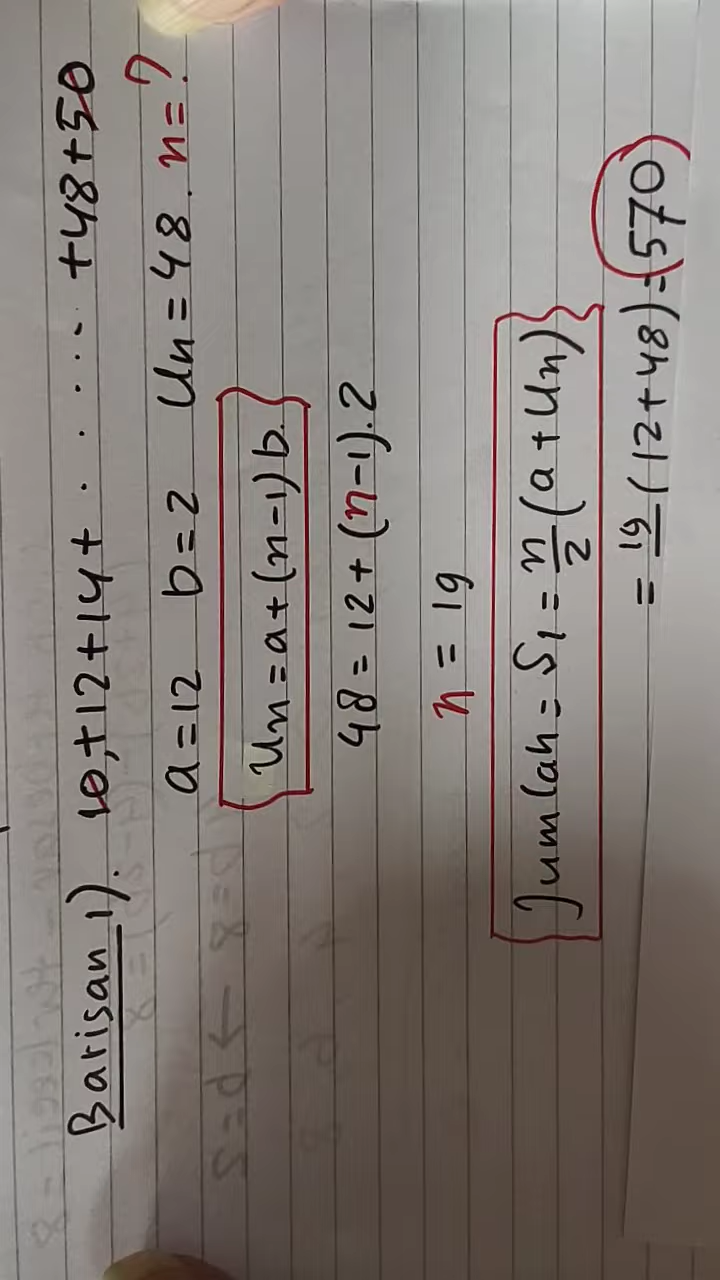 Barisan 1). 10,+12+14+.......+48+50
a=12 b=2 Un=48. n=?
Un=a+(n-1)b.
48=12+(n-1).2
n=19
Jumlah=S1=n/2(a+Un)
=19/2(12+48)=570